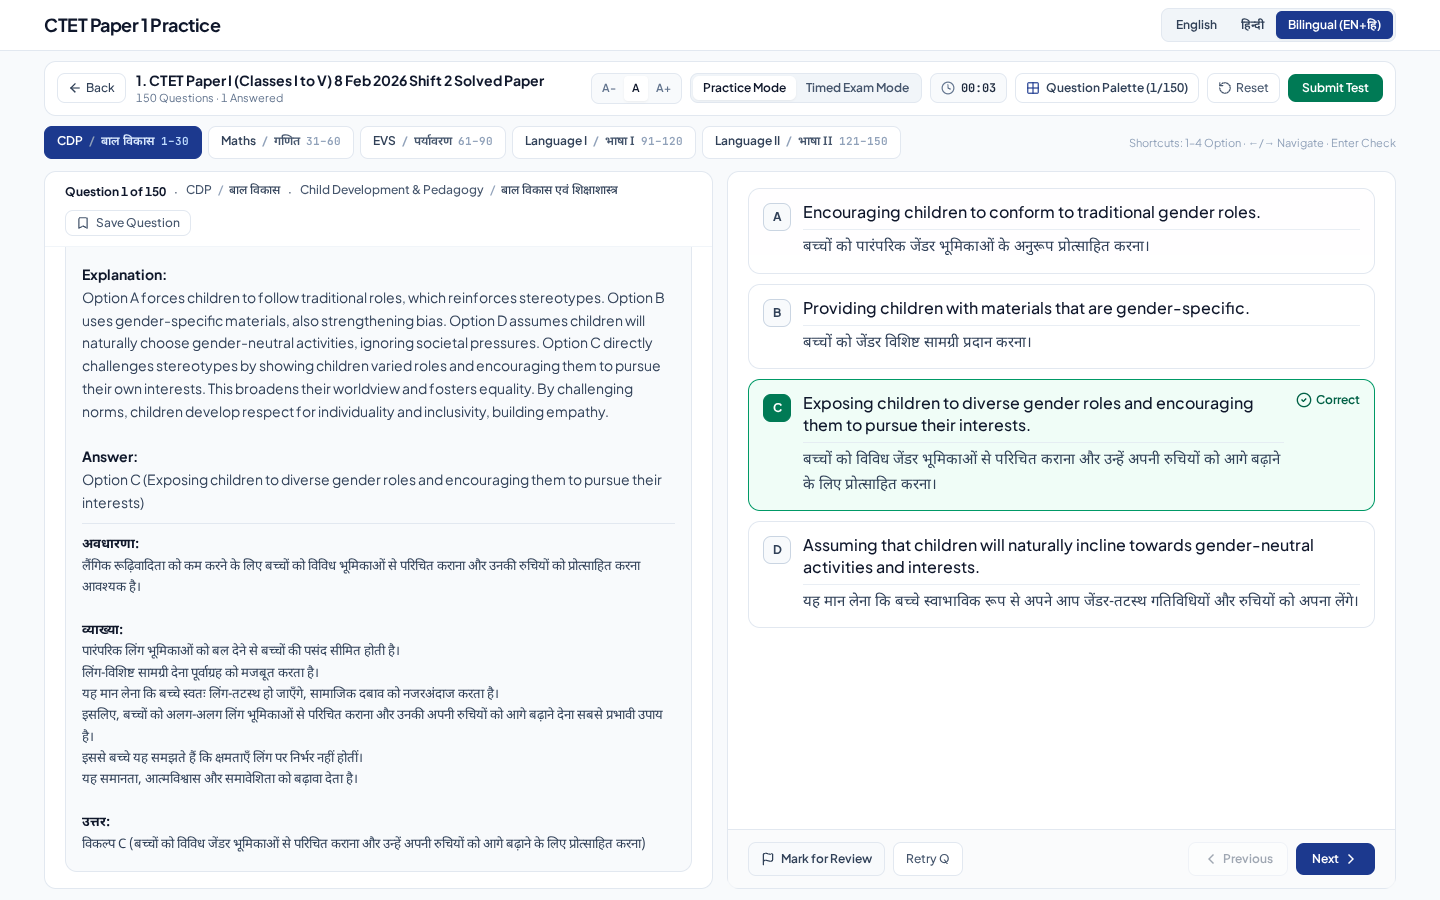 CTET Paper 1 Practice
English हिन्दी Bilingual (EN+हि)
← Back
1. CTET Paper I (Classes I to V) 8 Feb 2026 Shift 2 Solved Paper
150 Questions · 1 Answered
A- A A+
Practice Mode Timed Exam Mode
00:03
Question Palette (1/150)
Reset
Submit Test
CDP / बाल विकास 1-30
Maths / गणित 31-60
EVS / पर्यावरण 61-90
Language I / भाषा I 91-120
Language II / भाषा II 121-150
Shortcuts: 1-4 Option · ←/→ Navigate · Enter Check
Question 1 of 150 · CDP / बाल विकास · Child Development & Pedagogy / बाल विकास एवं शिक्षाशास्त्र
Save Question
Explanation:
Option A forces children to follow traditional roles, which reinforces stereotypes. Option B
uses gender-specific materials, also strengthening bias. Option D assumes children will
naturally choose gender-neutral activities, ignoring societal pressures. Option C directly
challenges stereotypes by showing children varied roles and encouraging them to pursue
their own interests. This broadens their worldview and fosters equality. By challenging
norms, children develop respect for individuality and inclusivity, building empathy.
Answer:
Option C (Exposing children to diverse gender roles and encouraging them to pursue their
interests)
अवधारणा:
लैंगिक रूढ़िवादिता को कम करने के लिए बच्चों को विविध भूमिकाओं से परिचित कराना और उनकी रुचियों को प्रोत्साहित करना
आवश्यक है।
व्याख्या:
पारंपरिक लिंग भूमिकाओं को बल देने से बच्चों की पसंद सीमित होती है।
लिंग-विशिष्ट सामग्री देना पूर्वाग्रह को मजबूत करता है।
यह मान लेना कि बच्चे स्वतः लिंग-तटस्थ हो जाएँगे, सामाजिक दबाव को नजरअंदाज करता है।
इसलिए, बच्चों को अलग-अलग लिंग भूमिकाओं से परिचित कराना और उनकी अपनी रुचियों को आगे बढ़ाने देना सबसे प्रभावी उपाय
है।
इससे बच्चे यह समझते हैं कि क्षमताएँ लिंग पर निर्भर नहीं होतीं।
यह समानता, आत्मविश्वास और समावेशिता को बढ़ावा देता है।
उत्तर:
विकल्प C (बच्चों को विविध जेंडर भूमिकाओं से परिचित कराना और उन्हें अपनी रुचियों को आगे बढ़ाने के लिए प्रोत्साहित करना)
A
Encouraging children to conform to traditional gender roles.
बच्चों को पारंपरिक जेंडर भूमिकाओं के अनुरूप प्रोत्साहित करना।
B
Providing children with materials that are gender-specific.
बच्चों को जेंडर विशिष्ट सामग्री प्रदान करना।
C
Exposing children to diverse gender roles and encouraging
them to pursue their interests.
Correct
बच्चों को विविध जेंडर भूमिकाओं से परिचित कराना और उन्हें अपनी रुचियों को आगे बढ़ाने
के लिए प्रोत्साहित करना।
D
Assuming that children will naturally incline towards gender-neutral
activities and interests.
यह मान लेना कि बच्चे स्वाभाविक रूप से अपने आप जेंडर-तटस्थ गतिविधियों और रुचियों को अपना लेंगे।
Mark for Review
Retry Q
Previous
Next